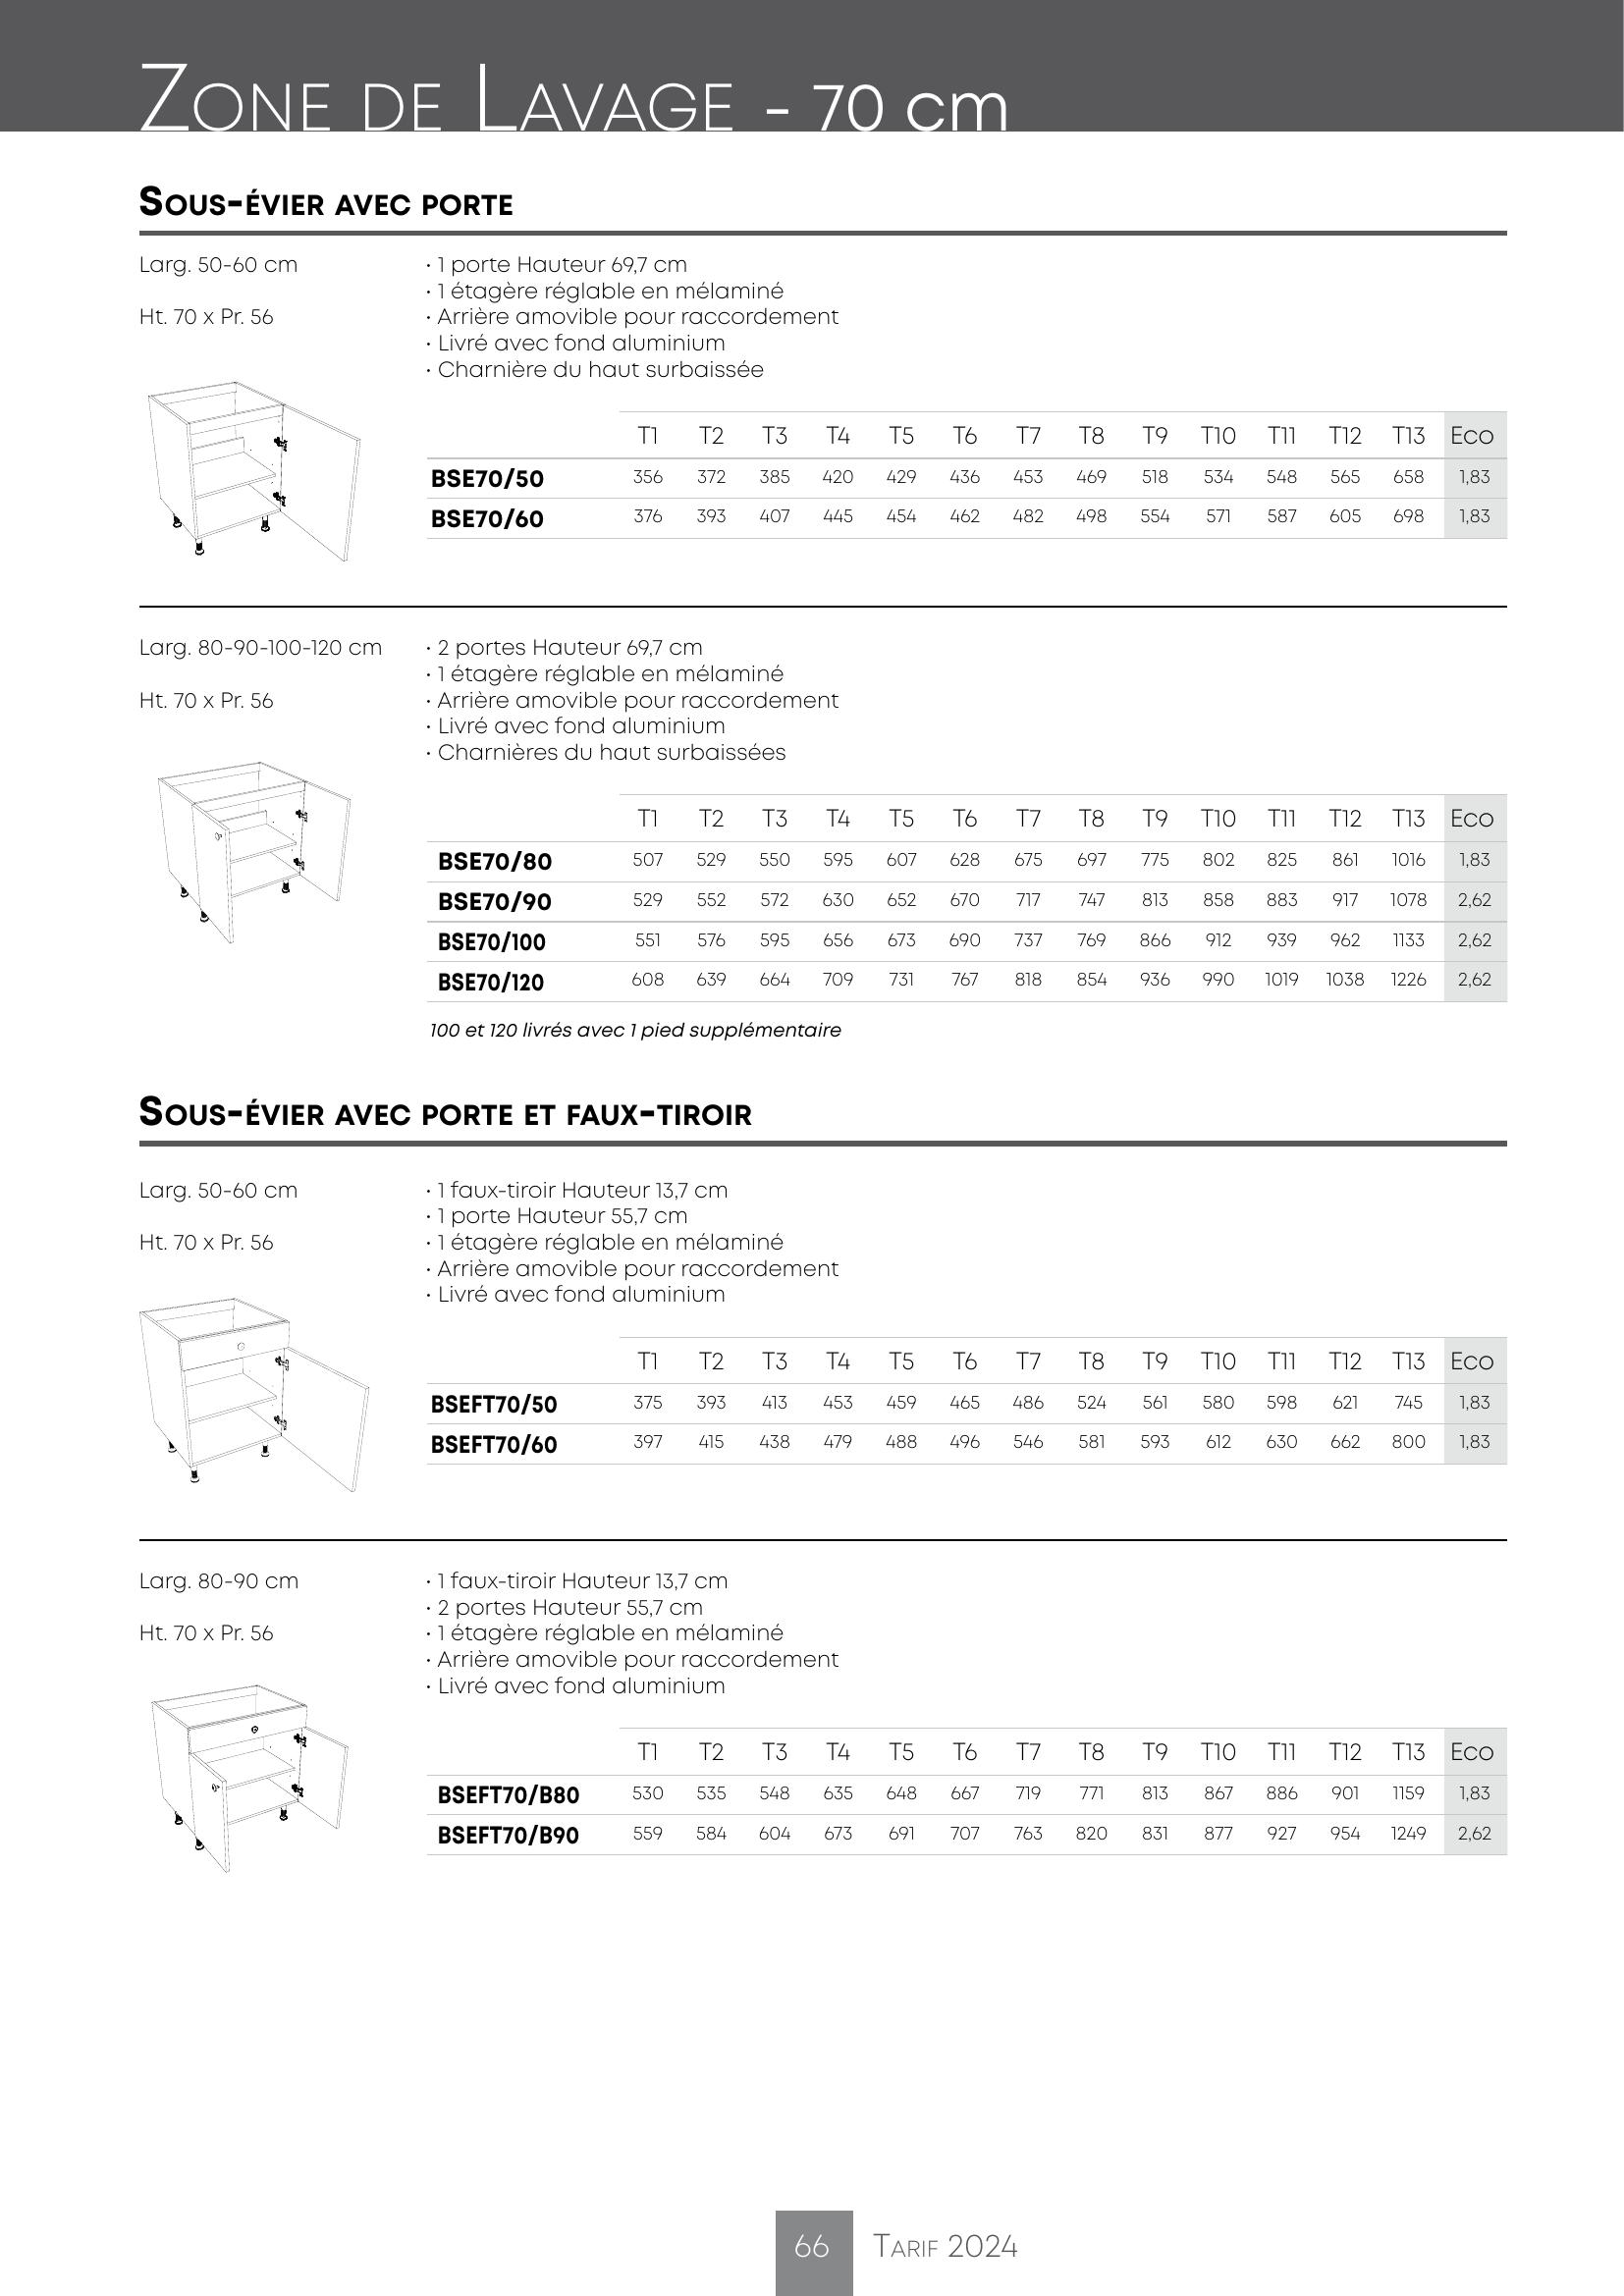 Zone de Lavage - 70 cm
Sous-évier avec porte
Larg. 50-60 cm
Ht. 70 x Pr. 56
· 1 porte Hauteur 69,7 cm
· 1 étagère réglable en mélaminé
· Arrière amovible pour raccordement
· Livré avec fond aluminium
· Charnière du haut surbaissée
T1 T2 T3 T4 T5 T6 T7 T8 T9 T10 T11 T12 T13 Eco
BSE70/50 356 372 385 420 429 436 453 469 518 534 548 565 658 1,83
BSE70/60 376 393 407 445 454 462 482 498 554 571 587 605 698 1,83
Larg. 80-90-100-120 cm
Ht. 70 x Pr. 56
· 2 portes Hauteur 69,7 cm
· 1 étagère réglable en mélaminé
· Arrière amovible pour raccordement
· Livré avec fond aluminium
· Charnières du haut surbaissées
T1 T2 T3 T4 T5 T6 T7 T8 T9 T10 T11 T12 T13 Eco
BSE70/80 507 529 550 595 607 628 675 697 775 802 825 861 1016 1,83
BSE70/90 529 552 572 630 652 670 717 747 813 858 883 917 1078 2,62
BSE70/100 551 576 595 656 673 690 737 769 866 912 939 962 1133 2,62
BSE70/120 608 639 664 709 731 767 818 854 936 990 1019 1038 1226 2,62
100 et 120 livrés avec 1 pied supplémentaire
Sous-évier avec porte et faux-tiroir
Larg. 50-60 cm
Ht. 70 x Pr. 56
· 1 faux-tiroir Hauteur 13,7 cm
· 1 porte Hauteur 55,7 cm
· 1 étagère réglable en mélaminé
· Arrière amovible pour raccordement
· Livré avec fond aluminium
T1 T2 T3 T4 T5 T6 T7 T8 T9 T10 T11 T12 T13 Eco
BSEFT70/50 375 393 413 453 459 465 486 524 561 580 598 621 745 1,83
BSEFT70/60 397 415 438 479 488 496 546 581 593 612 630 662 800 1,83
Larg. 80-90 cm
Ht. 70 x Pr. 56
· 1 faux-tiroir Hauteur 13,7 cm
· 2 portes Hauteur 55,7 cm
· 1 étagère réglable en mélaminé
· Arrière amovible pour raccordement
· Livré avec fond aluminium
T1 T2 T3 T4 T5 T6 T7 T8 T9 T10 T11 T12 T13 Eco
BSEFT70/B80 530 535 548 635 648 667 719 771 813 867 886 901 1159 1,83
BSEFT70/B90 559 584 604 673 691 707 763 820 831 877 927 954 1249 2,62
66 Tarif 2024